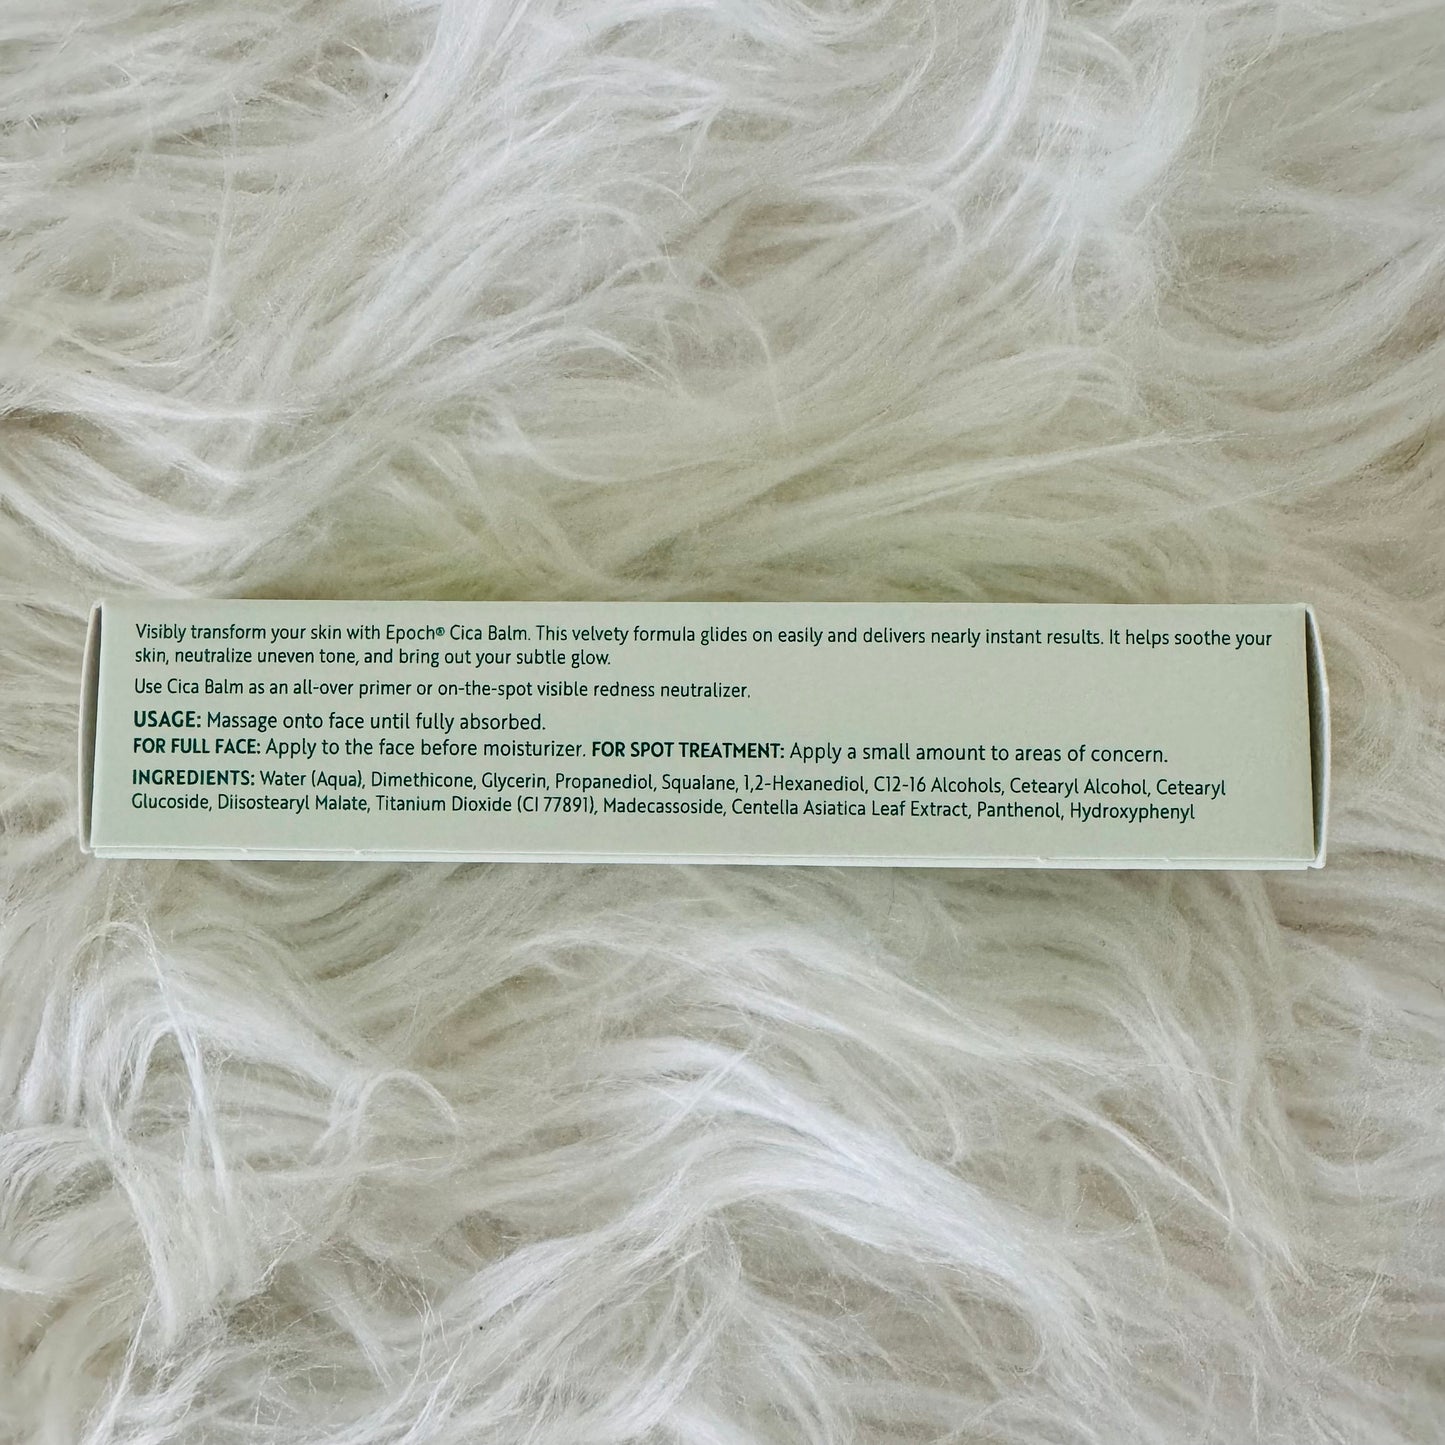 Visibly transform your skin with Epoch® Cica Balm. This velvety formula glides on easily and delivers nearly instant results. It helps soothe your
skin, neutralize uneven tone, and bring out your subtle glow.
Use Cica Balm as an all-over primer or on-the-spot visible redness neutralizer.
USAGE: Massage onto face until fully absorbed.
FOR FULL FACE: Apply to the face before moisturizer. FOR SPOT TREATMENT: Apply a small amount to areas of concern.
INGREDIENTS: Water (Aqua), Dimethicone, Glycerin, Propanediol, Squalane, 1,2-Hexanediol, C12-16 Alcohols, Cetearyl Alcohol, Cetearyl
Glucoside, Diisostearyl Malate, Titanium Dioxide (CI 77891), Madecassoside, Centella Asiatica Leaf Extract, Panthenol, Hydroxyphenyl